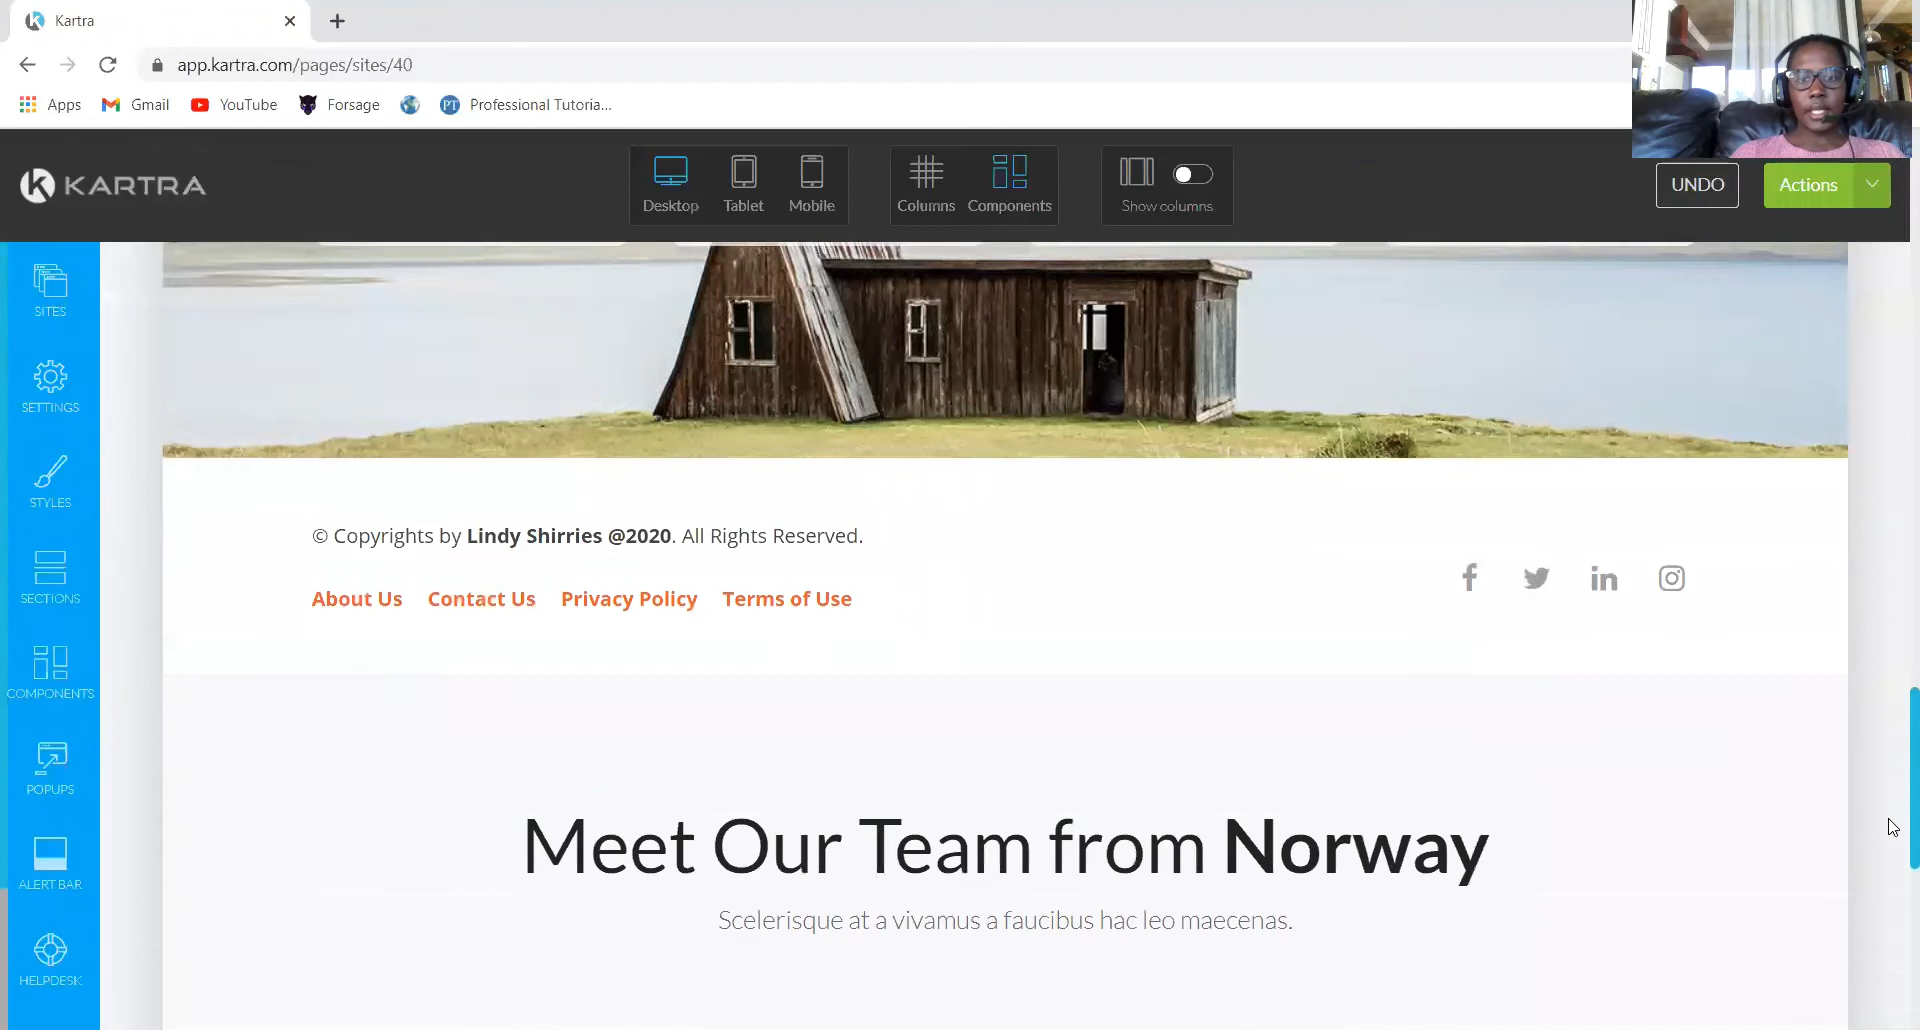 Kartra
app.kartra.com/pages/sites/40
Apps Gmail YouTube Forsage PT Professional Tutoria...
KARTRA
Desktop Tablet Mobile Columns Components Show columns
UNDO Actions
SITES
SETTINGS
STYLES
SECTIONS
COMPONENTS
POPUPS
ALERT BAR
HELPDESK
© Copyrights by Lindy Shirries @2020. All Rights Reserved.
About Us Contact Us Privacy Policy Terms of Use
Meet Our Team from Norway
Scelerisque at a vivamus a faucibus hac leo maecenas.